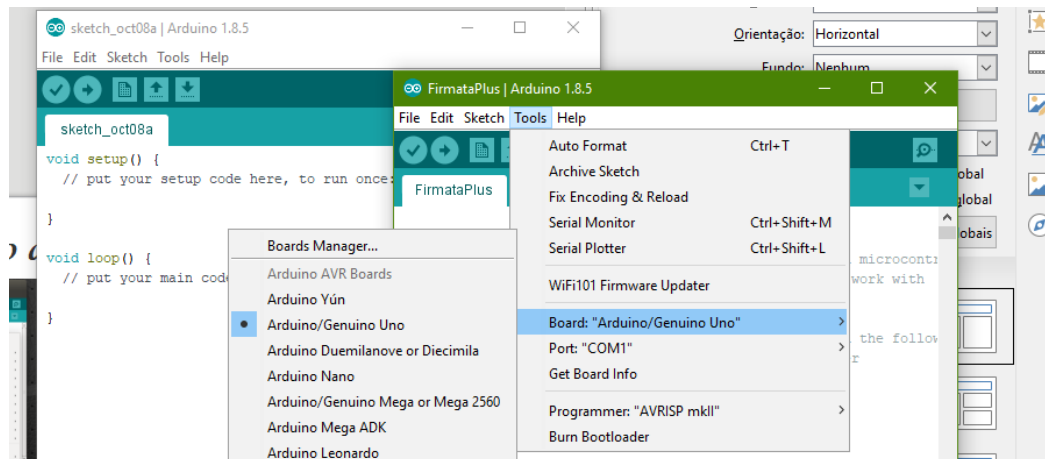 sketch_oct08a | Arduino 1.8.5
File Edit Sketch Tools Help
sketch_oct08a
void setup() {
// put your setup code here, to run once:
}
void loop() {
// put your main code
}
Orientação: Horizontal
Fundo: Nenhum
obal
global
obais
FirmataPlus | Arduino 1.8.5
File Edit Sketch Tools Help
FirmataPlus
microcontr
work with
the follow
r
Auto Format Ctrl+T
Archive Sketch
Fix Encoding & Reload
Serial Monitor Ctrl+Shift+M
Serial Plotter Ctrl+Shift+L
WiFi101 Firmware Updater
Board: "Arduino/Genuino Uno"
Port: "COM1"
Get Board Info
Programmer: "AVRISP mkII"
Burn Bootloader
Boards Manager...
Arduino AVR Boards
Arduino Yún
Arduino/Genuino Uno
Arduino Duemilanove or Diecimila
Arduino Nano
Arduino/Genuino Mega or Mega 2560
Arduino Mega ADK
Arduino Leonardo